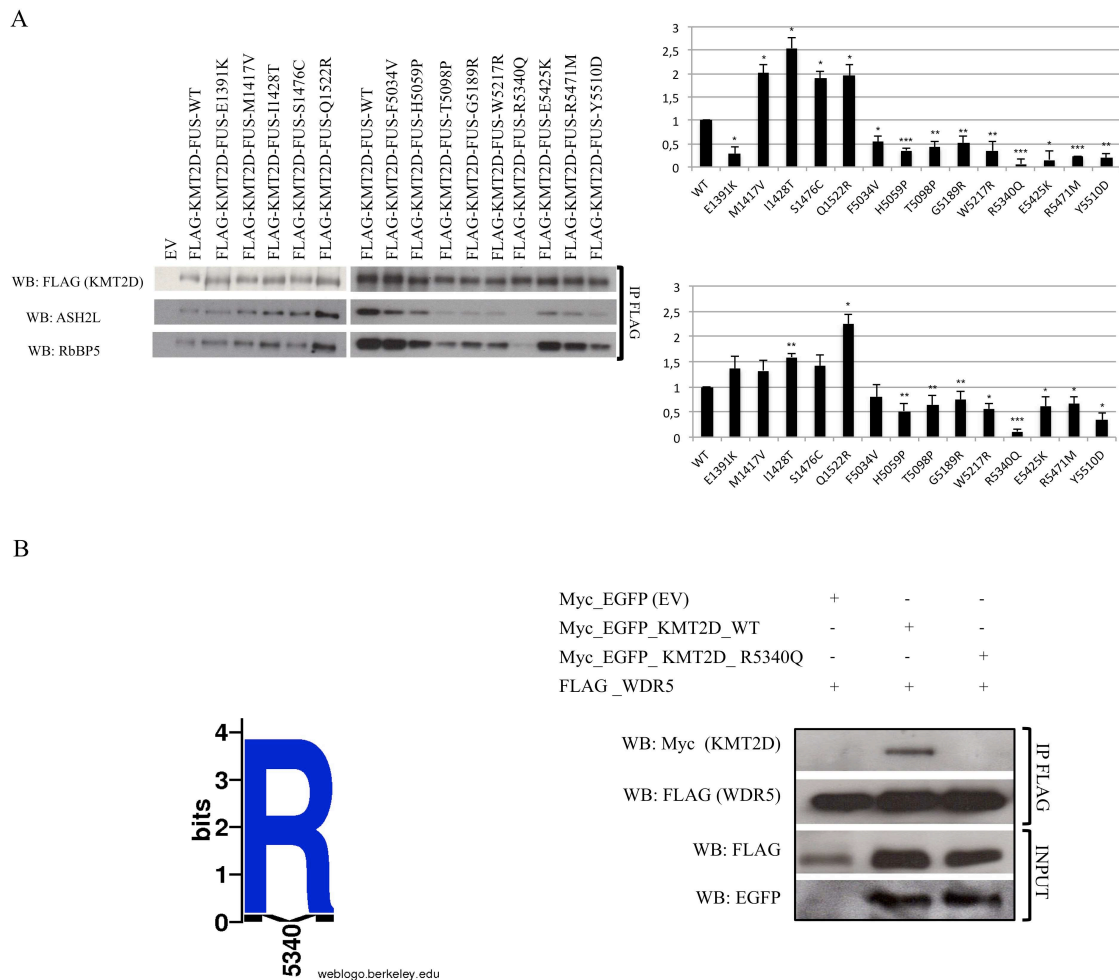 A
EV
FLAG-KMT2D-FUS-WT
FLAG-KMT2D-FUS-E1391K
FLAG-KMT2D-FUS-M1417V
FLAG-KMT2D-FUS-I1428T
FLAG-KMT2D-FUS-S1476C
FLAG-KMT2D-FUS-Q1522R
FLAG-KMT2D-FUS-WT
FLAG-KMT2D-FUS-F5034V
FLAG-KMT2D-FUS-H5059P
FLAG-KMT2D-FUS-T5098P
FLAG-KMT2D-FUS-G5189R
FLAG-KMT2D-FUS-W5217R
FLAG-KMT2D-FUS-R5340Q
FLAG-KMT2D-FUS-E5425K
FLAG-KMT2D-FUS-R5471M
FLAG-KMT2D-FUS-Y5510D
WB: FLAG (KMT2D)
WB: ASH2L
WB: RbBP5
IP FLAG
3
2,5
2
1,5
1
0,5
0
* * * * * * *** ** ** ** *** * *** **
WT E1391K M1417V I1428T S1476C Q1522R F5034V H5059P T5098P G5189R W5217R R5340Q E5425K R5471M Y5510D
3
2,5
2
1,5
1
0,5
0
** * ** ** ** * *** * * *
WT E1391K M1417V I1428T S1476C Q1522R F5034V H5059P T5098P G5189R W5217R R5340Q E5425K R5471M Y5510D
B
bits
4
3
2
1
0
R
5340
weblogo.berkeley.edu
Myc_EGFP (EV) + - -
Myc_EGFP_KMT2D_WT - + -
Myc_EGFP_ KMT2D_ R5340Q - - +
FLAG _WDR5 + + +
WB: Myc (KMT2D)
WB: FLAG (WDR5)
IP FLAG
WB: FLAG
WB: EGFP
INPUT